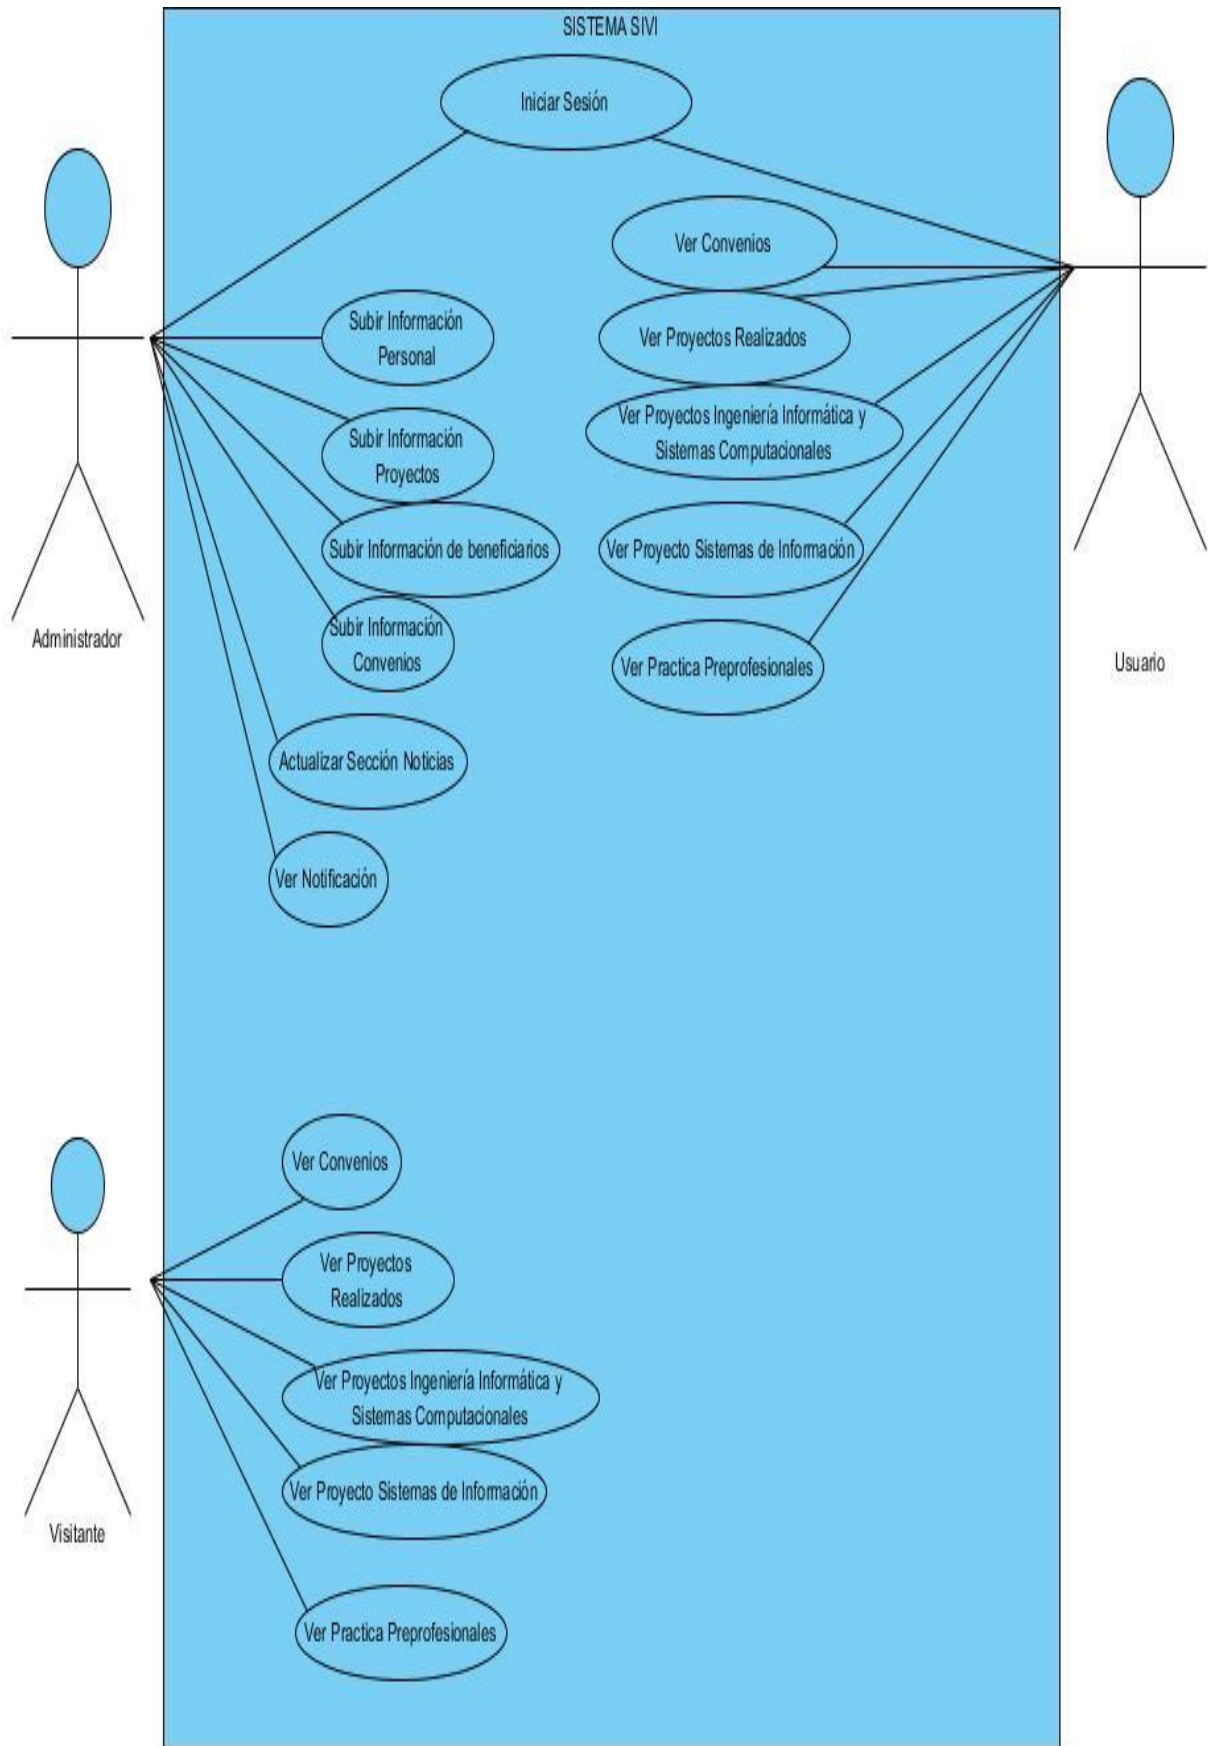 SISTEMA SIVI
Iniciar Sesión
Ver Convenios
Subir Información
Personal
Ver Proyectos Realizados
Ver Proyectos Ingeniería Informática y
Sistemas Computacionales
Subir Información
Proyectos
Subir Información de beneficiarios
Ver Proyecto Sistemas de Información
Subir Información
Convenios
Ver Practica Preprofesionales
Administrador
Usuario
Actualizar Sección Noticias
Ver Notificación
Ver Convenios
Ver Proyectos
Realizados
Ver Proyectos Ingeniería Informática y
Sistemas Computacionales
Ver Proyecto Sistemas de Información
Visitante
Ver Practica Preprofesionales